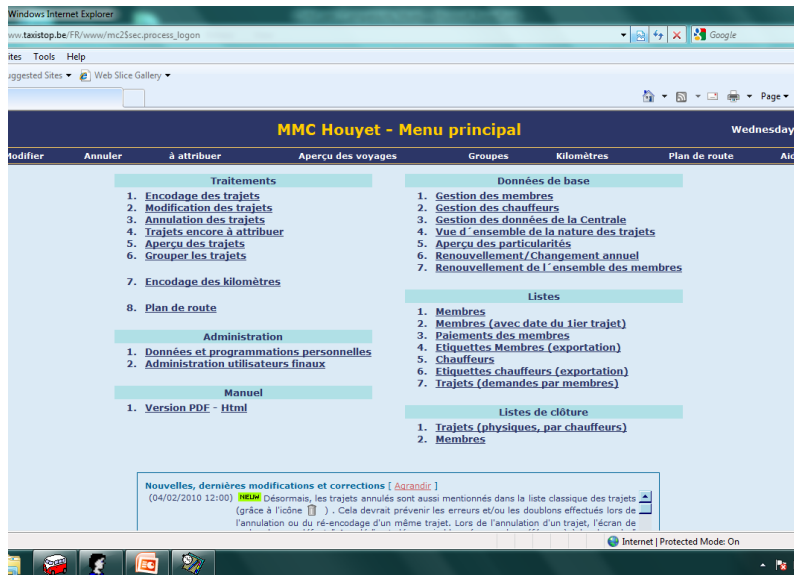 Windows Internet Explorer
ww.taxistop.be/FR/www/mc2$sec.process_logon
Google
ites Tools Help
uggested Sites Web Slice Gallery
Page
MMC Houyet - Menu principal
Wednesday
Modifier Annuler à attribuer Aperçu des voyages Groupes Kilomètres Plan de route Aid
Traitements
1. Encodage des trajets
2. Modification des trajets
3. Annulation des trajets
4. Trajets encore à attribuer
5. Aperçu des trajets
6. Grouper les trajets
7. Encodage des kilomètres
8. Plan de route
Administration
1. Données et programmations personnelles
2. Administration utilisateurs finaux
Manuel
1. Version PDF - Html
Données de base
1. Gestion des membres
2. Gestion des chauffeurs
3. Gestion des données de la Centrale
4. Vue d´ensemble de la nature des trajets
5. Aperçu des particularités
6. Renouvellement/Changement annuel
7. Renouvellement de l´ensemble des membres
Listes
1. Membres
2. Membres (avec date du 1ier trajet)
3. Paiements des membres
4. Etiquettes Membres (exportation)
5. Chauffeurs
6. Etiquettes chauffeurs (exportation)
7. Trajets (demandes par membres)
Listes de clôture
1. Trajets (physiques, par chauffeurs)
2. Membres
Nouvelles, dernières modifications et corrections [ Agrandir ]
(04/02/2010 12:00) NEUW Désormais, les trajets annulés sont aussi mentionnés dans la liste classique des trajets
(grâce à l'icône ) . Cela devrait prévenir les erreurs et/ou les doublons effectués lors de
l'annulation ou du ré-encodage d'un même trajet. Lors de l'annulation d'un trajet, l'écran de
Internet | Protected Mode: On